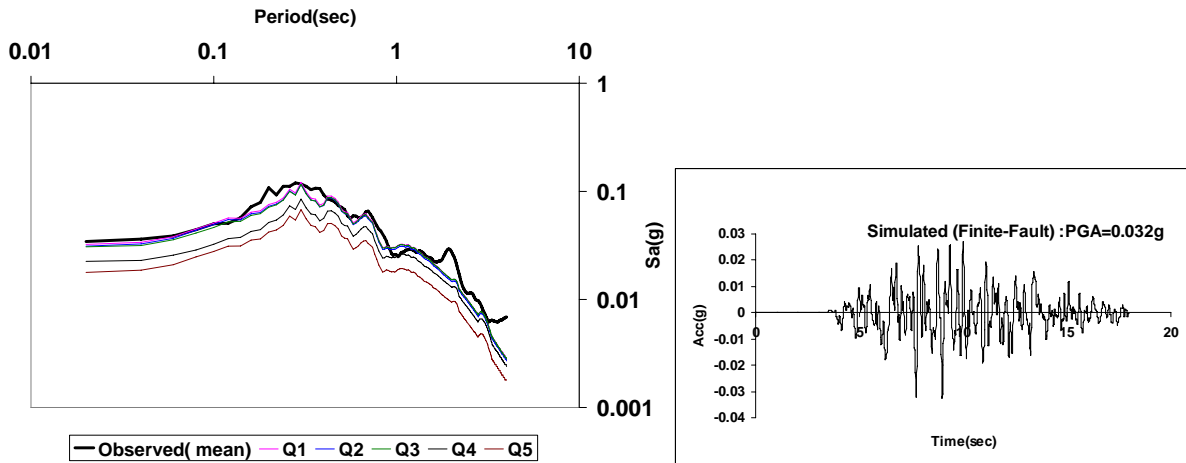 Period(sec)
0.01 0.1 1 10
1
0.1
0.01
0.001
Sa(g)
Observed( mean) Q1 Q2 Q3 Q4 Q5
Simulated (Finite-Fault) :PGA=0.032g
0.03
0.02
0.01
0
-0.01
-0.02
-0.03
-0.04
Acc(g)
0 5 10 15 20
Time(sec)